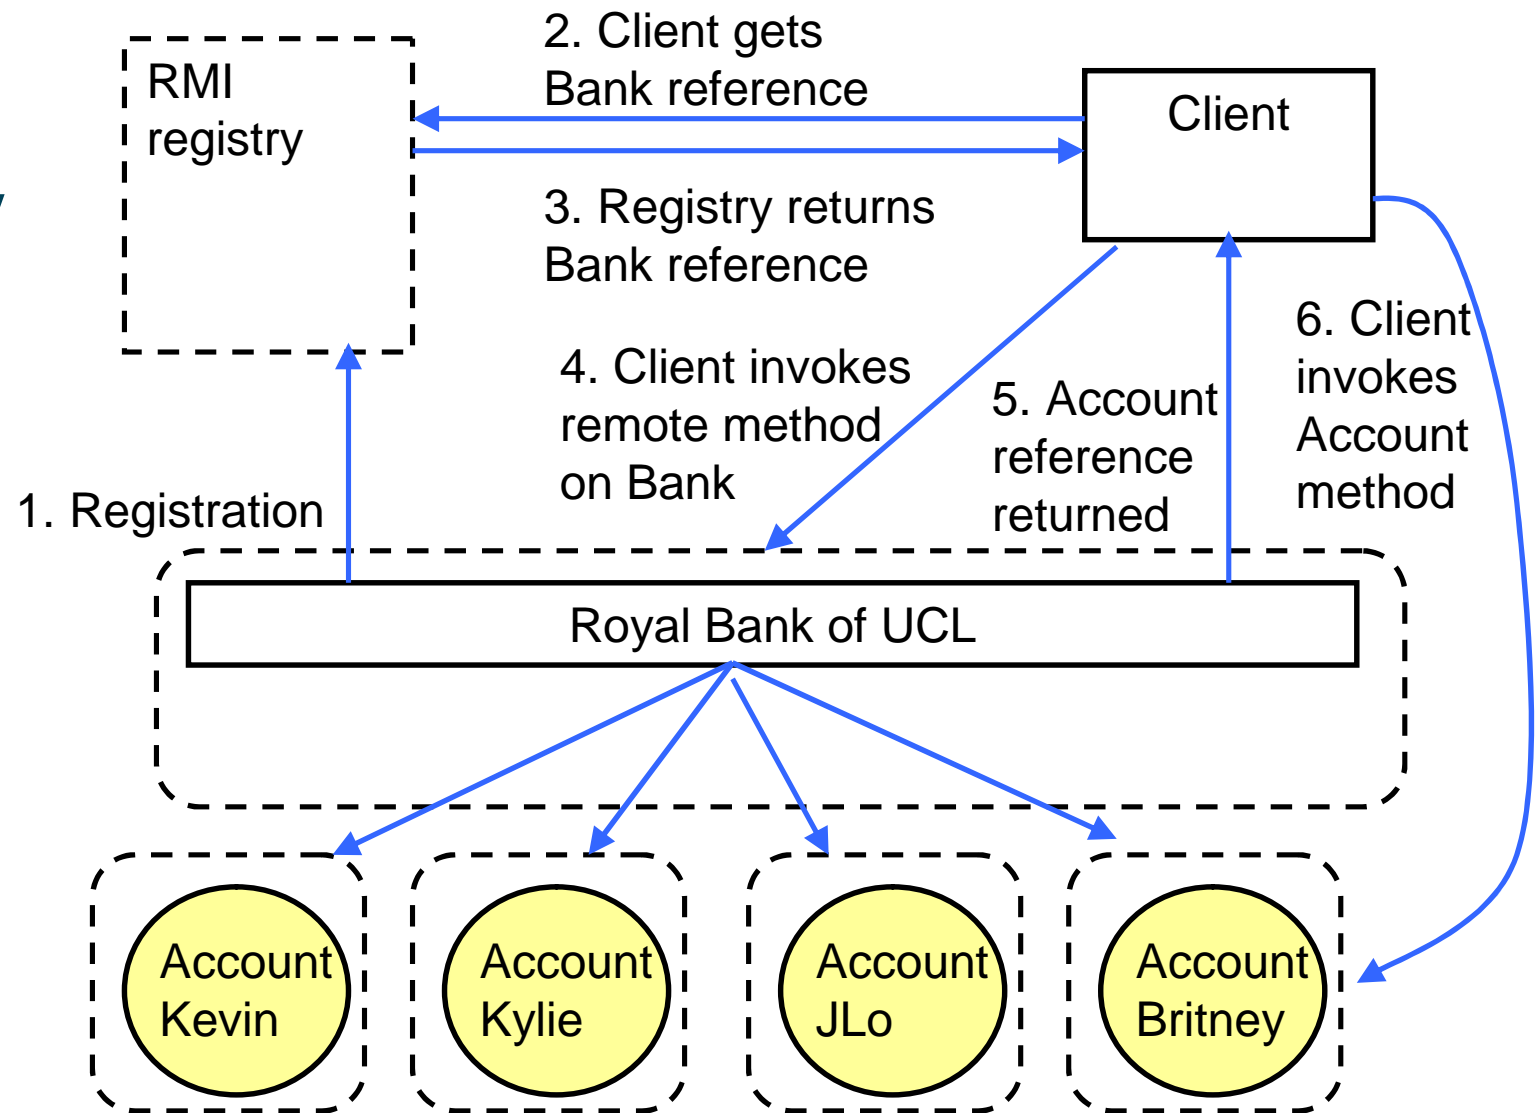 RMI
registry
2. Client gets
Bank reference
Client
3. Registry returns
Bank reference
4. Client invokes
remote method
on Bank
5. Account
reference
returned
6. Client
invokes
Account
method
1. Registration
Royal Bank of UCL
Account
Kevin
Account
Kylie
Account
JLo
Account
Britney